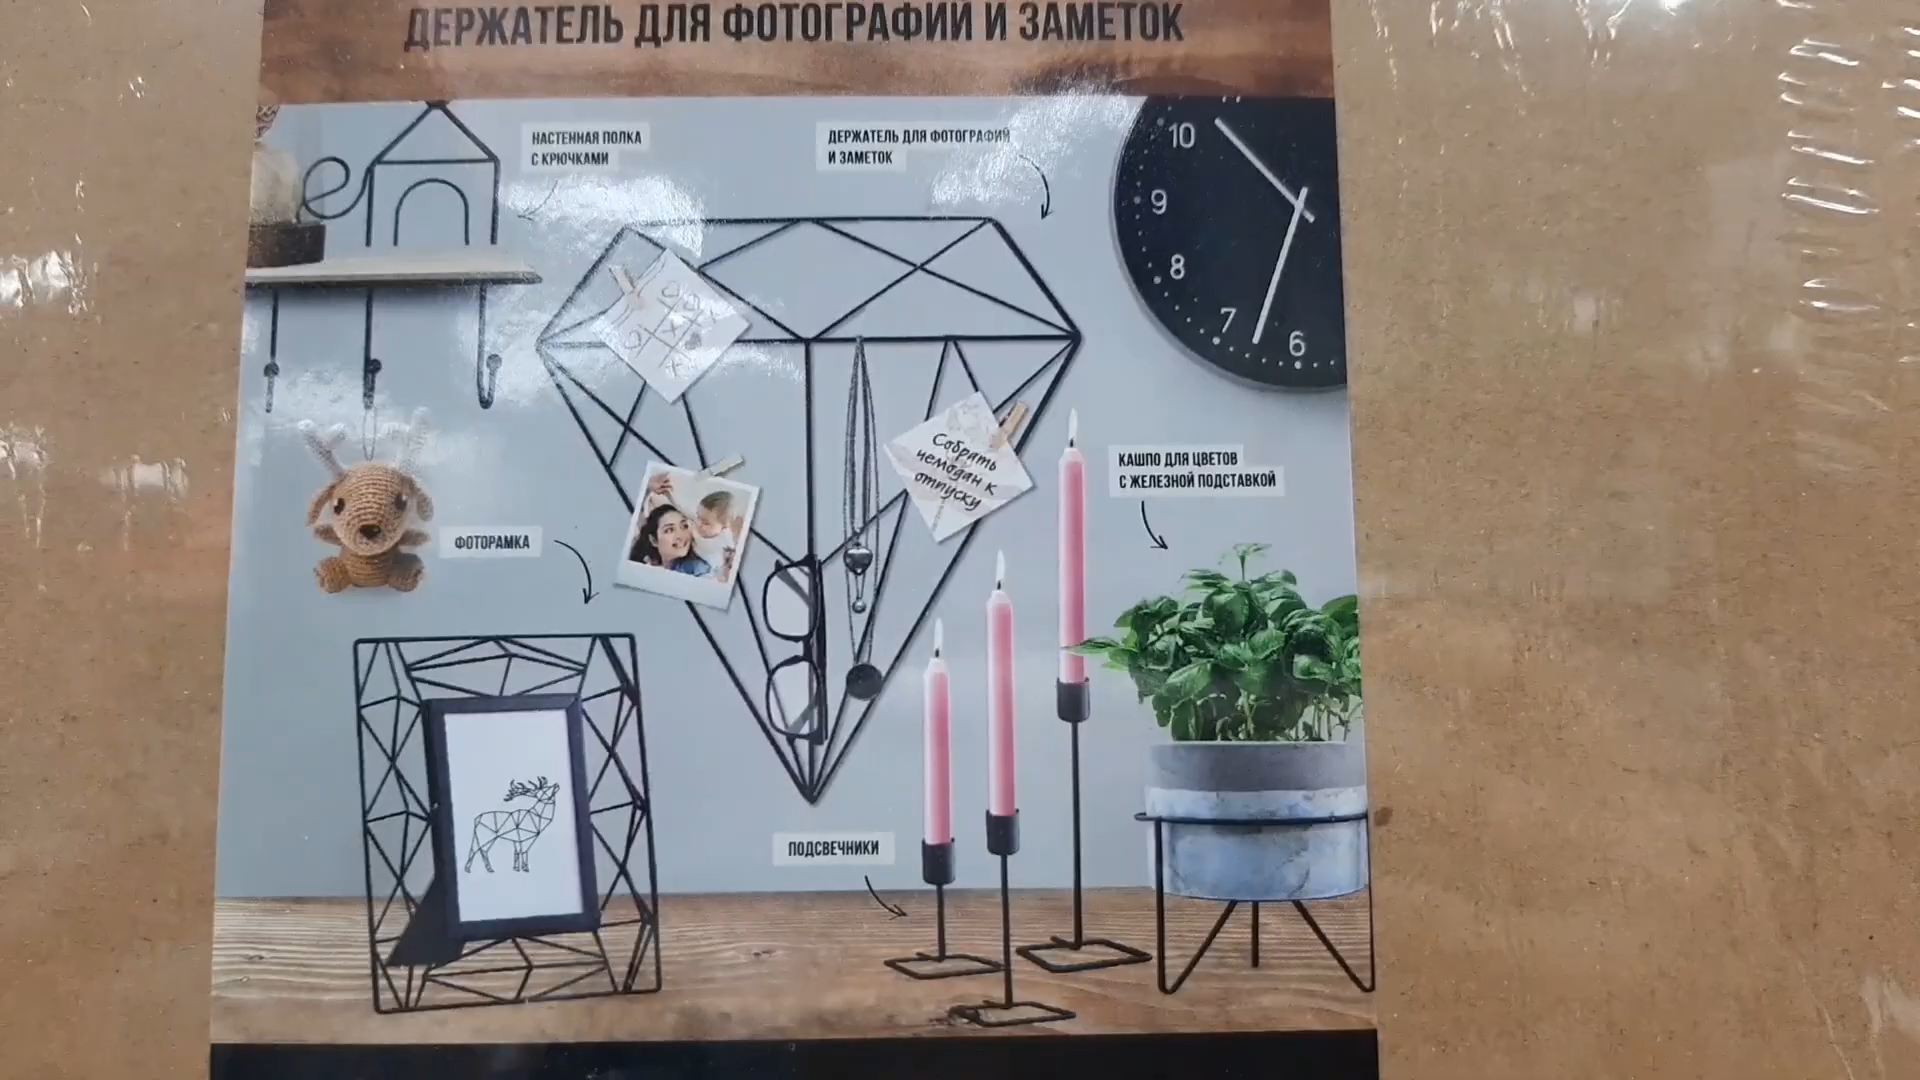 ДЕРЖАТЕЛЬ ДЛЯ ФОТОГРАФИЙ И ЗАМЕТОК
НАСТЕННАЯ ПОЛКА
С КРЮЧКАМИ
ДЕРЖАТЕЛЬ ДЛЯ ФОТОГРАФИЙ
И ЗАМЕТОК
10
9
8
7
6
Собрать
чемодан к
отпуску
КАШПО ДЛЯ ЦВЕТОВ
С ЖЕЛЕЗНОЙ ПОДСТАВКОЙ
ФОТОРАМКА
ПОДСВЕЧНИКИ